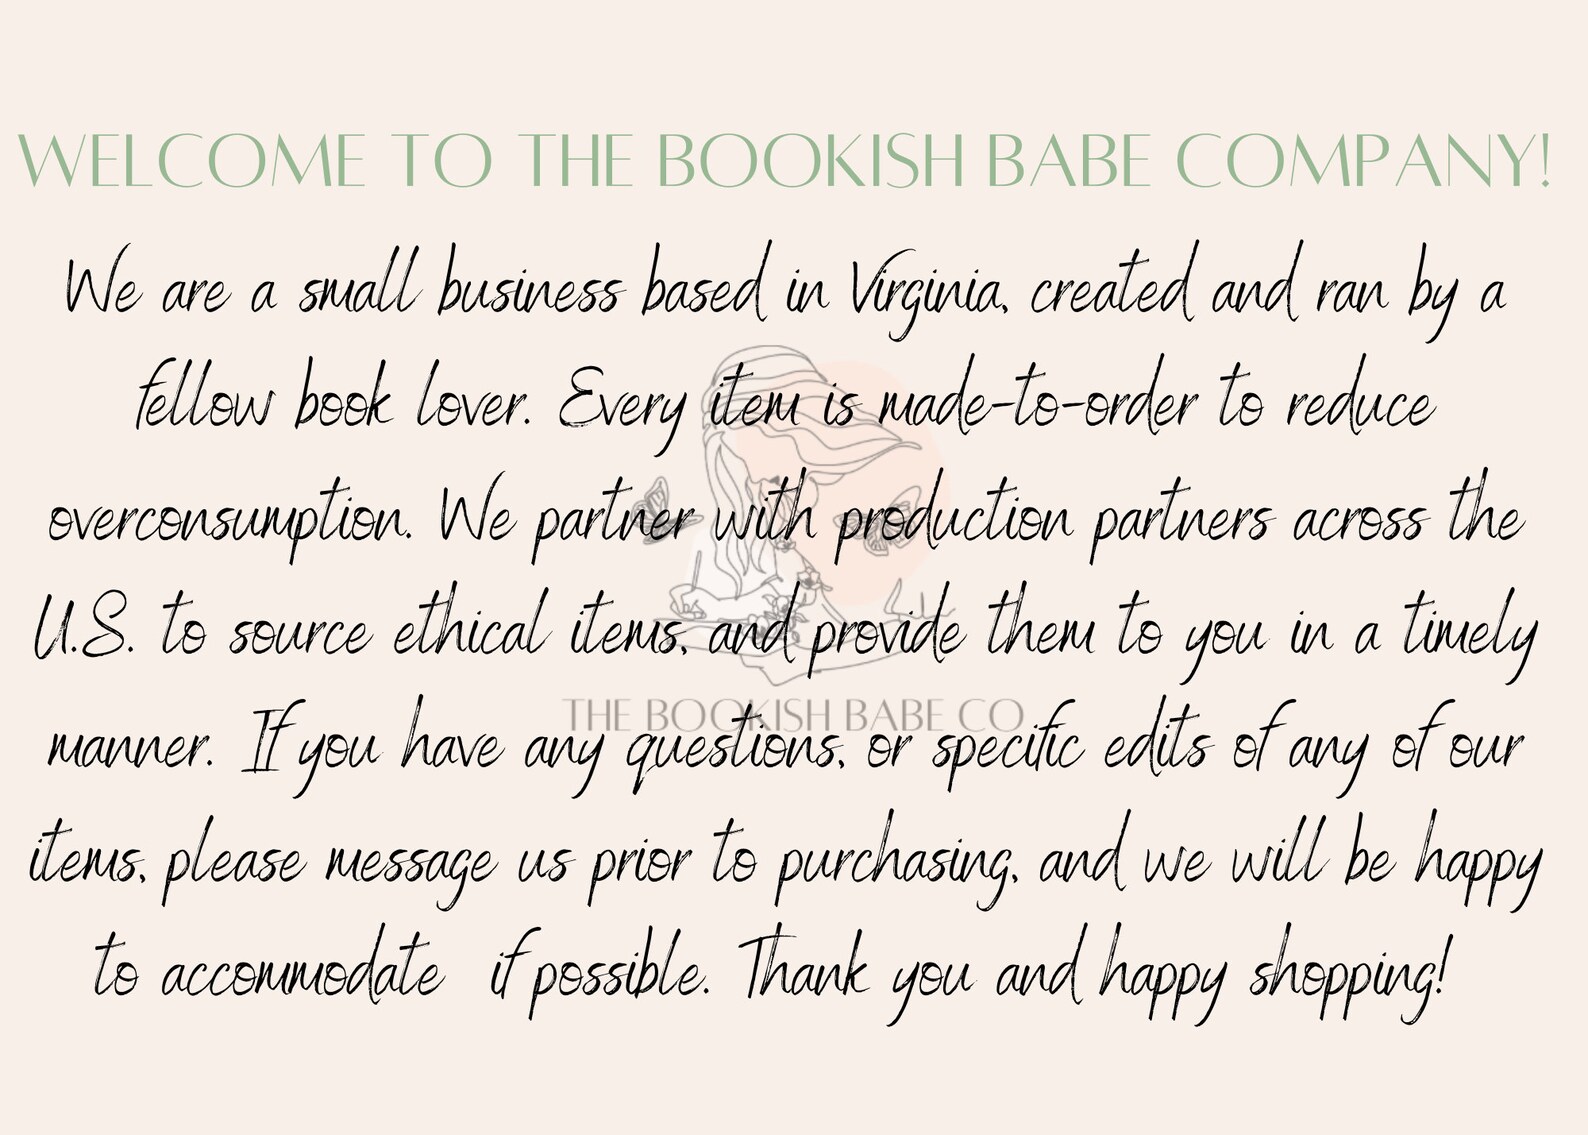 WELCOME TO THE BOOKISH BABE COMPANY!
We are a small business based in Virginia, created and ran by a
fellow book lover. Every item is made-to-order to reduce
overconsumption. We partner with production partners across the
U.S. to source ethical items, and provide them to you in a timely
THE BOOKISH BABE CO
manner. If you have any questions, or specific edits of any of our
items, please message us prior to purchasing, and we will be happy
to accommodate if possible. Thank you and happy shopping!